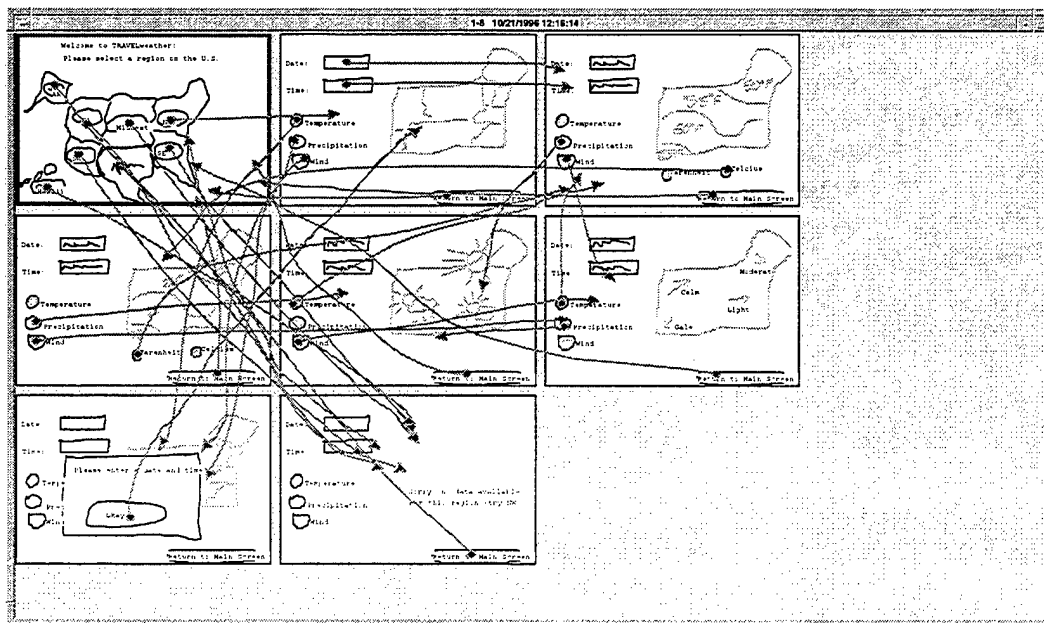 1-8 10/21/1996 12:16:14
Welcome to TRAVELweather!
Please select a region on the U.S.
Midwest
Date:
Time:
Temperature
Precipitation
Wind
Return to Main Screen
Date:
Time:
Temperature
Precipitation
Wind
Farenheit
Celcius
Return to Main Screen
Date:
Time:
Temperature
Precipitation
Wind
Farenheit
Return to Main Screen
Date:
Time
Temperature
Precipitation
Wind
Return to Main Screen
Date:
Time
Moderate
Calm
Light
Gale
Temperature
Precipitation
Wind
Return to Main Screen
Date
Time:
Please enter a date and time
Okay
Return to Main Screen
Date:
Time
Temperature
Precipitation
Wind
Return to Main Screen